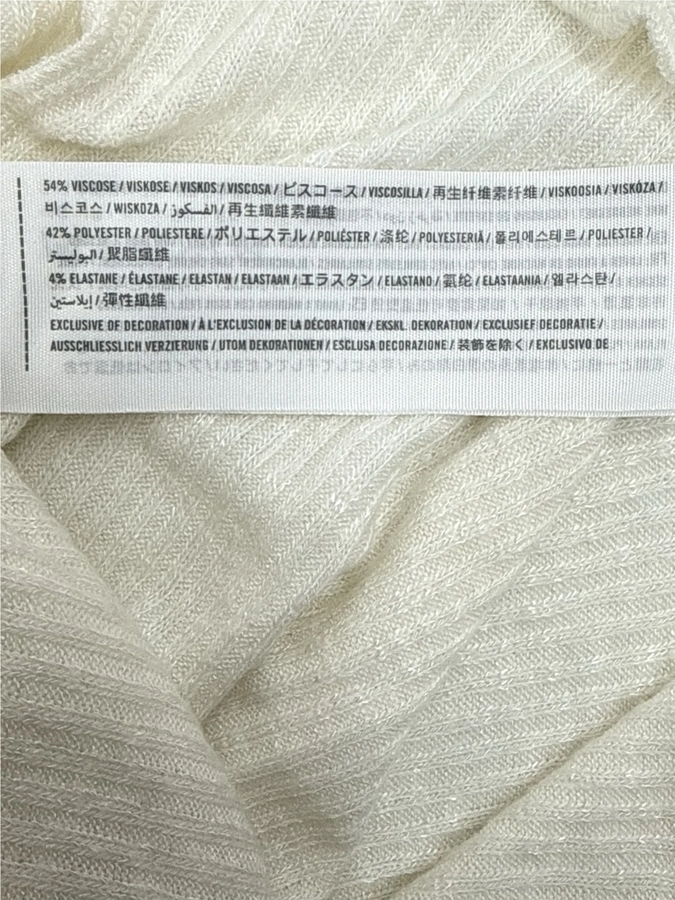 54% VISCOSE / VISKOSE / VISKOS / VISCOSA / ビスコース / VISCOSILLA / 再生纤维素纤维 / VISKOOSIA / VISKÓZA /
비스코스 / WISKOZA / الفسكوز / 再生纖維素纖維
42% POLYESTER / POLIESTERE / ポリエステル / POLIÉSTER / 涤纶 / POLYESTERIÄ / 폴리에스테르 / POLIESTER /
البوليستر / 聚脂纖維
4% ELASTANE / ÉLASTANE / ELASTAN / ELASTAAN / エラスタン / ELASTANO / 氨纶 / ELASTAANIA / 엘라스탄 /
إيلاستين / 彈性纖維
EXCLUSIVE OF DECORATION / À L'EXCLUSION DE LA DÉCORATION / EKSKL. DEKORATION / EXCLUSIEF DECORATIE /
AUSSCHLIESSLICH VERZIERUNG / UTOM DEKORATIONEN / ESCLUSA DECORAZIONE / 装飾を除く / EXCLUSIVO DE